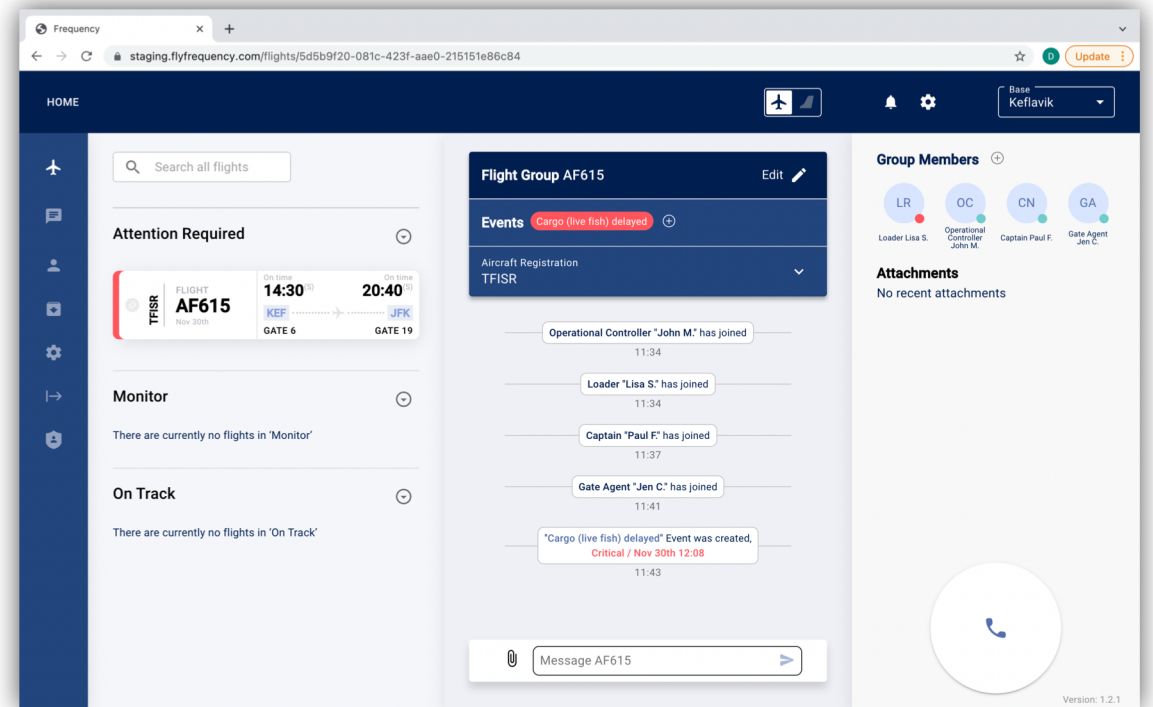 Frequency
staging.flyfrequency.com/flights/5d5b9f20-081c-423f-aae0-215151e86c84
D
Update
HOME
Base
Keflavik
Search all flights
Attention Required
TFISR
FLIGHT
AF615
Nov 30th
On time
14:30(S)
On time
20:40(S)
KEF
JFK
GATE 6
GATE 19
Monitor
There are currently no flights in ‘Monitor’
On Track
There are currently no flights in ‘On Track’
Flight Group AF615
Edit
Events
Cargo (live fish) delayed
Aircraft Registration
TFISR
Operational Controller "John M." has joined
11:34
Loader "Lisa S." has joined
11:34
Captain "Paul F." has joined
11:37
Gate Agent "Jen C." has joined
11:41
"Cargo (live fish) delayed" Event was created,
Critical / Nov 30th 12:08
11:43
Message AF615
Group Members
LR
Loader Lisa S.
OC
Operational
Controller
John M.
CN
Captain Paul F.
GA
Gate Agent
Jen C.
Attachments
No recent attachments
Version: 1.2.1